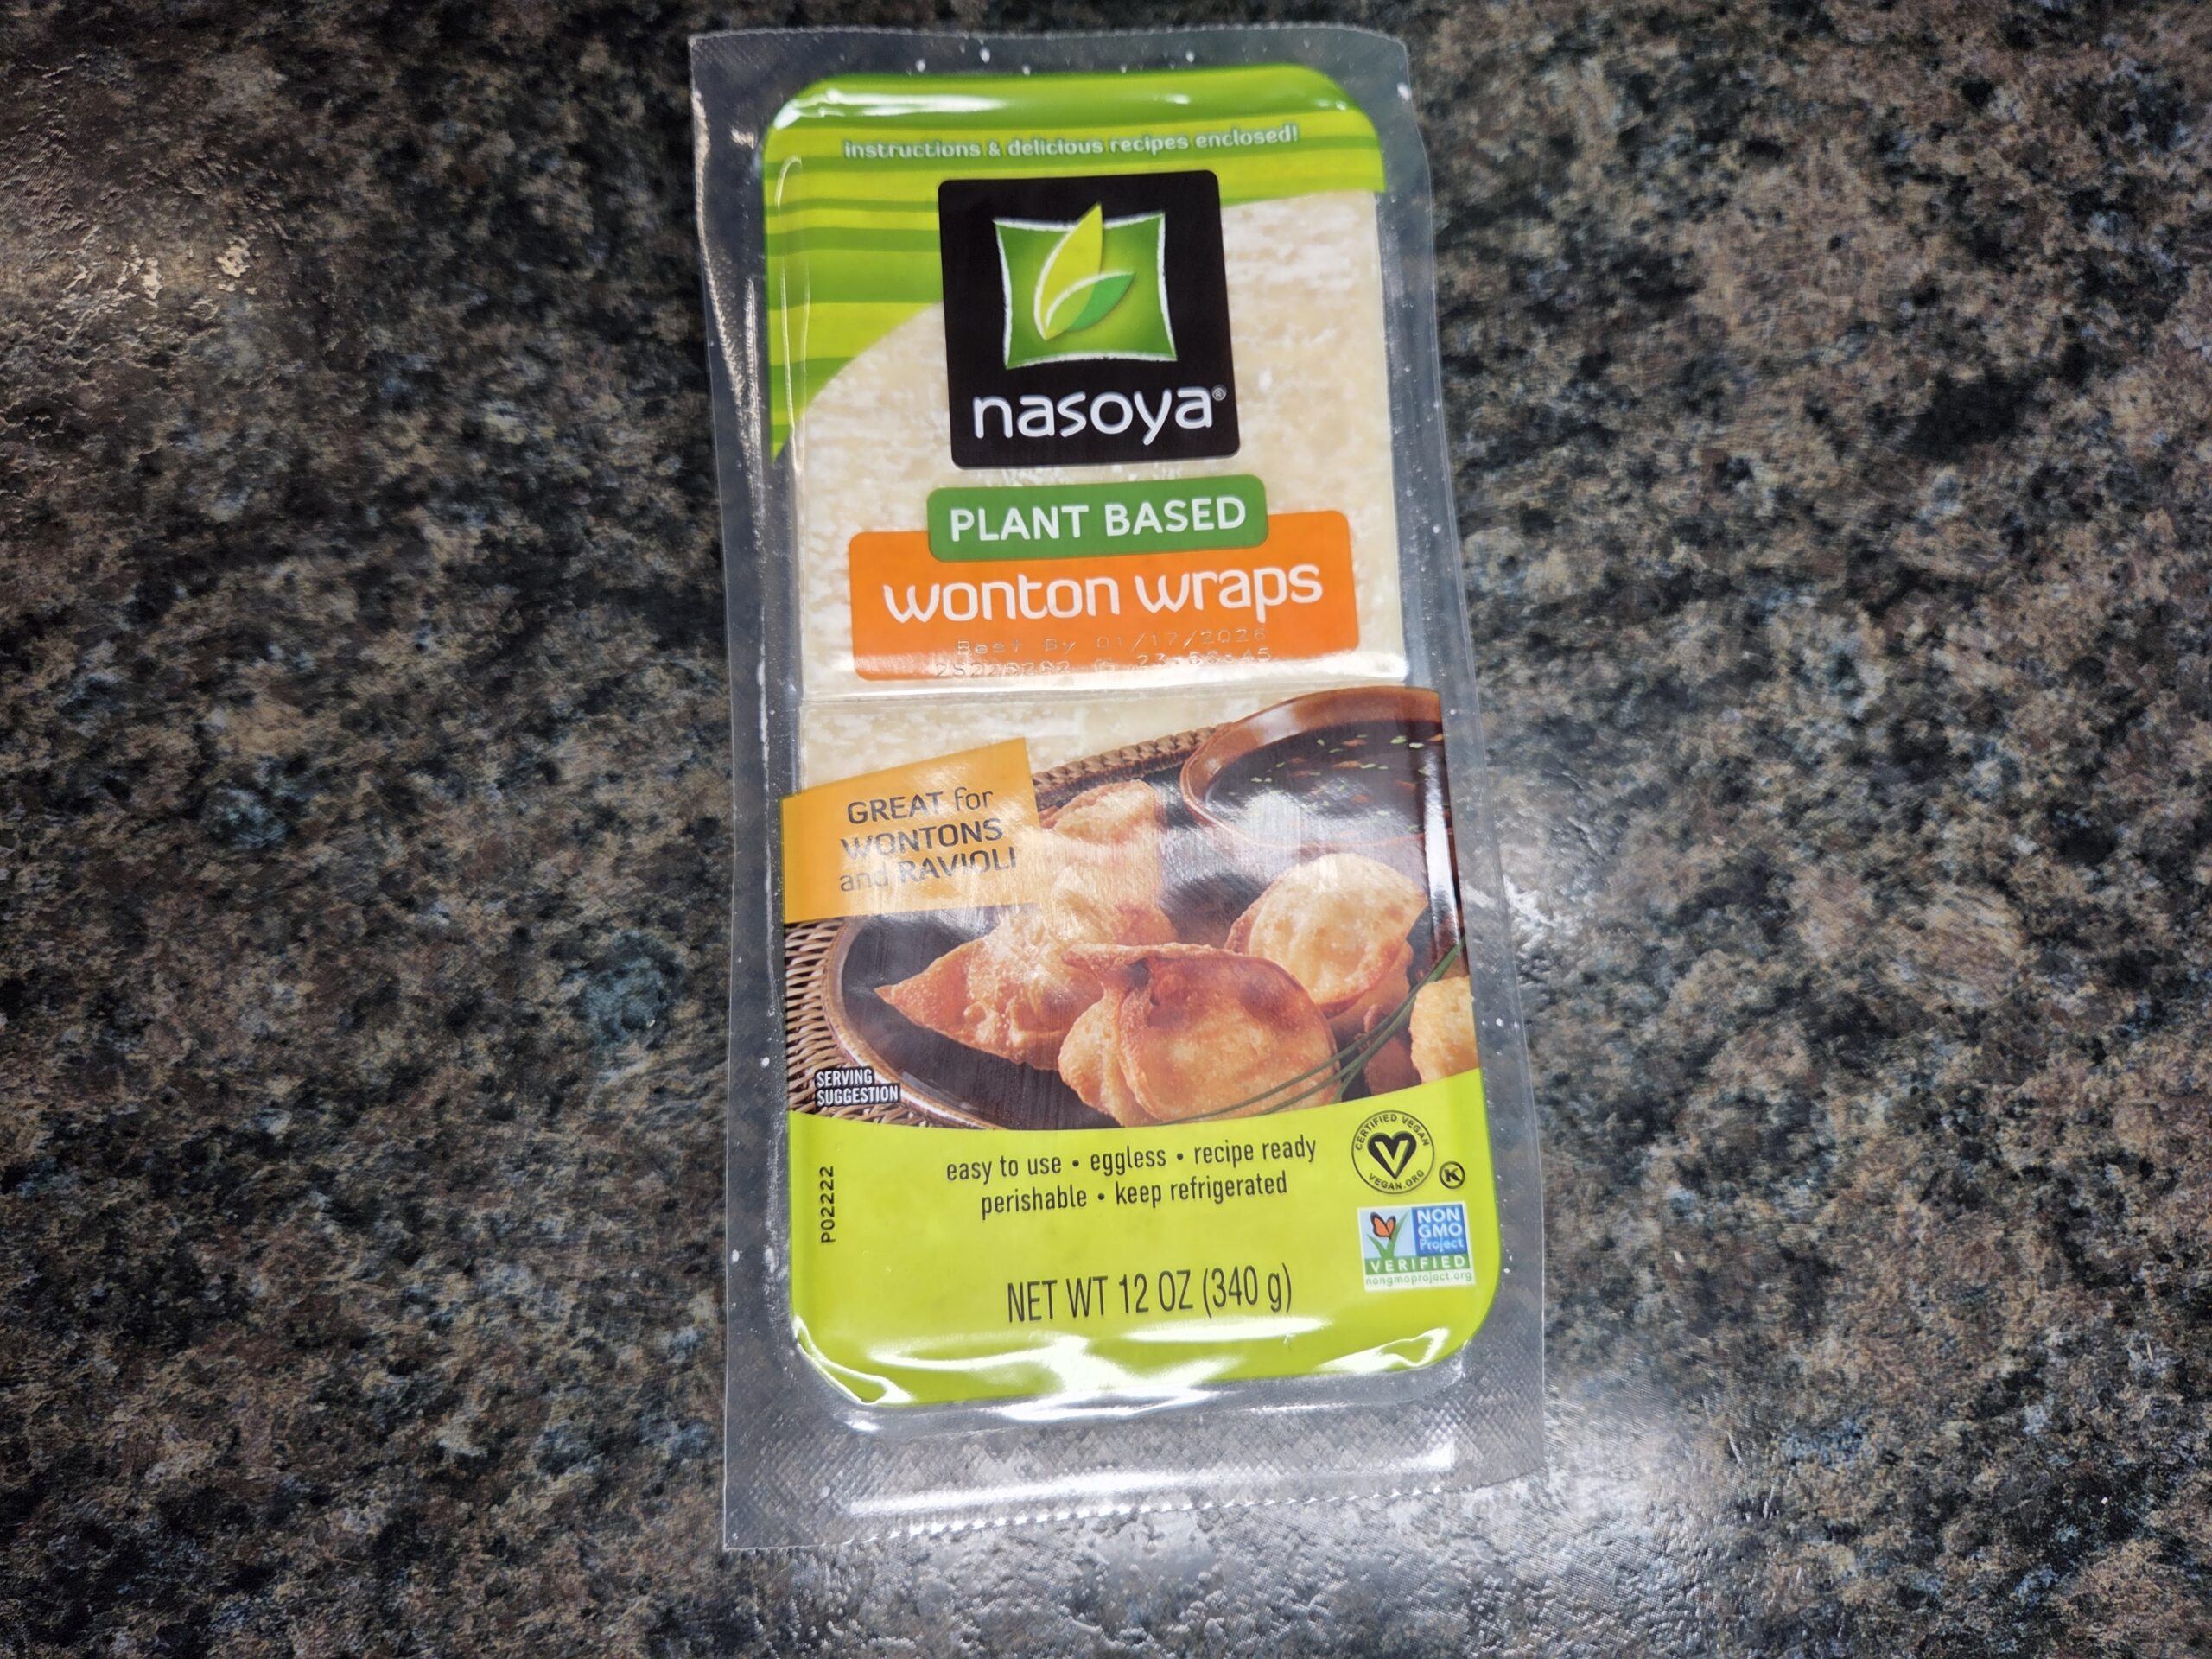 instructions & delicious recipes enclosed!
nasoya®
PLANT BASED
wonton wraps
Best By 01/17/2026
GREAT for
WONTONS
and RAVIOLI
SERVING
SUGGESTION
easy to use • eggless • recipe ready
perishable • keep refrigerated
CERTIFIED VEGAN
VEGAN.ORG
K
P02222
NON
GMO
Project
VERIFIED
nongmoproject.org
NET WT 12 OZ (340 g)